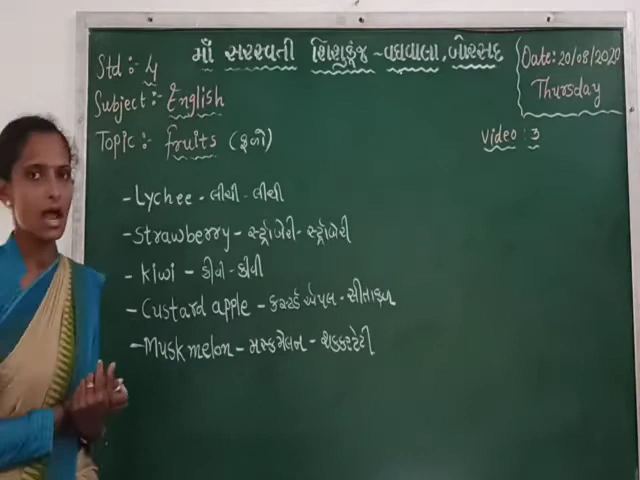 માઁ સરસ્વતી શિશુકુંજ - વઘવાલા, બોરસદ
Std :- 4
Date: 20/08/2020
Thursday
Subject :- English
Topic :- fruits (ફળો)
Video : 3
- Lychee - લીચી - લીચી
- Strawberry - સ્ટ્રોબેરી - સ્ટ્રોબેરી
- kiwi - કીવી - કીવી
- Custard apple - કસ્ટર્ડ એપલ - સીતાફળ
- Musk melon - મસ્કમેલન - શક્કરટેટી